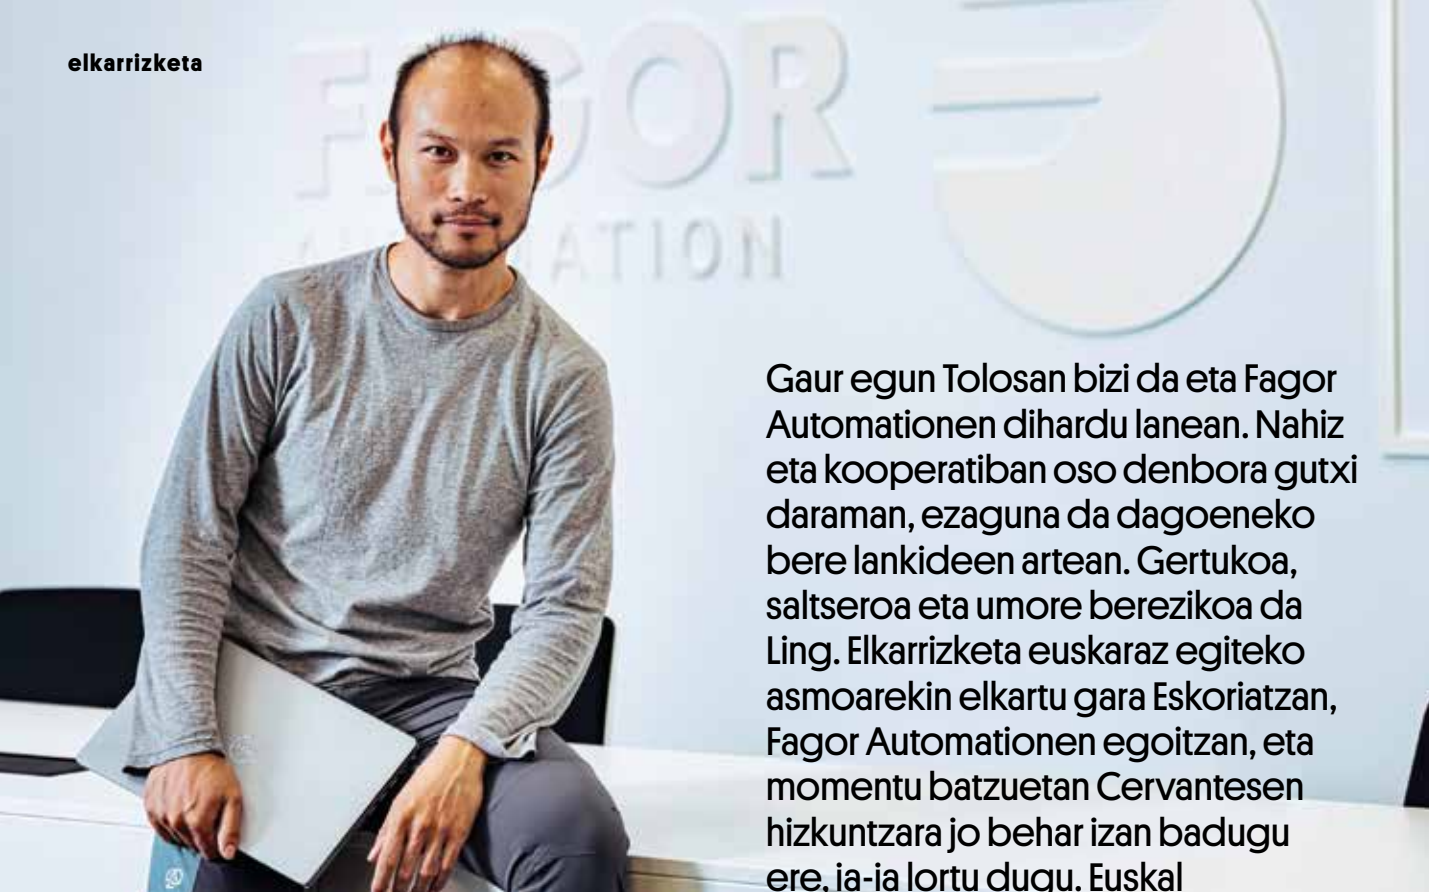 elkarrizketa
FAGOR
AUTOMATION
Gaur egun Tolosan bizi da eta Fagor
Automationen dihardu lanean. Nahiz
eta kooperatiban oso denbora gutxi
daraman, ezaguna da dagoeneko
bere lankideen artean. Gertukoa,
saltseroa eta umore berezikoa da
Ling. Elkarrizketa euskaraz egiteko
asmoarekin elkartu gara Eskoriatzan,
Fagor Automationen egoitzan, eta
momentu batzuetan Cervantesen
hizkuntzara jo behar izan badugu
ere, ia-ia lortu dugu. Euskal